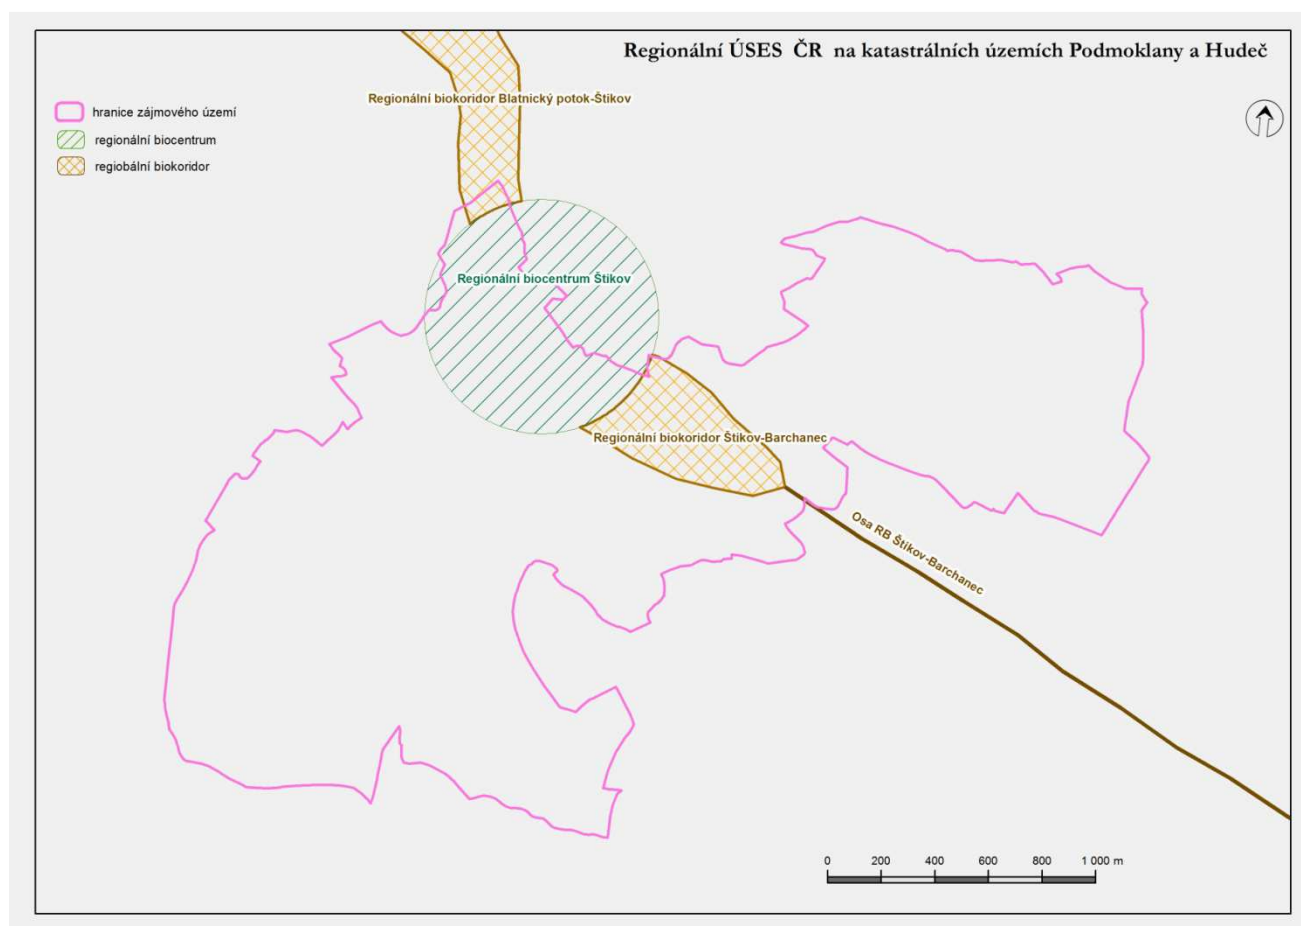 Regionální ÚSES ČR na katastrálních územích Podmoklany a Hudeč
Regionální biokoridor Blatnický potok-Štikov
hranice zájmového území
regionální biocentrum
regiobální biokoridor
Regionální biocentrum Štikov
Regionální biokoridor Štikov-Barchanec
Osa RB Štikov-Barchanec
0 200 400 600 800 1 000 m